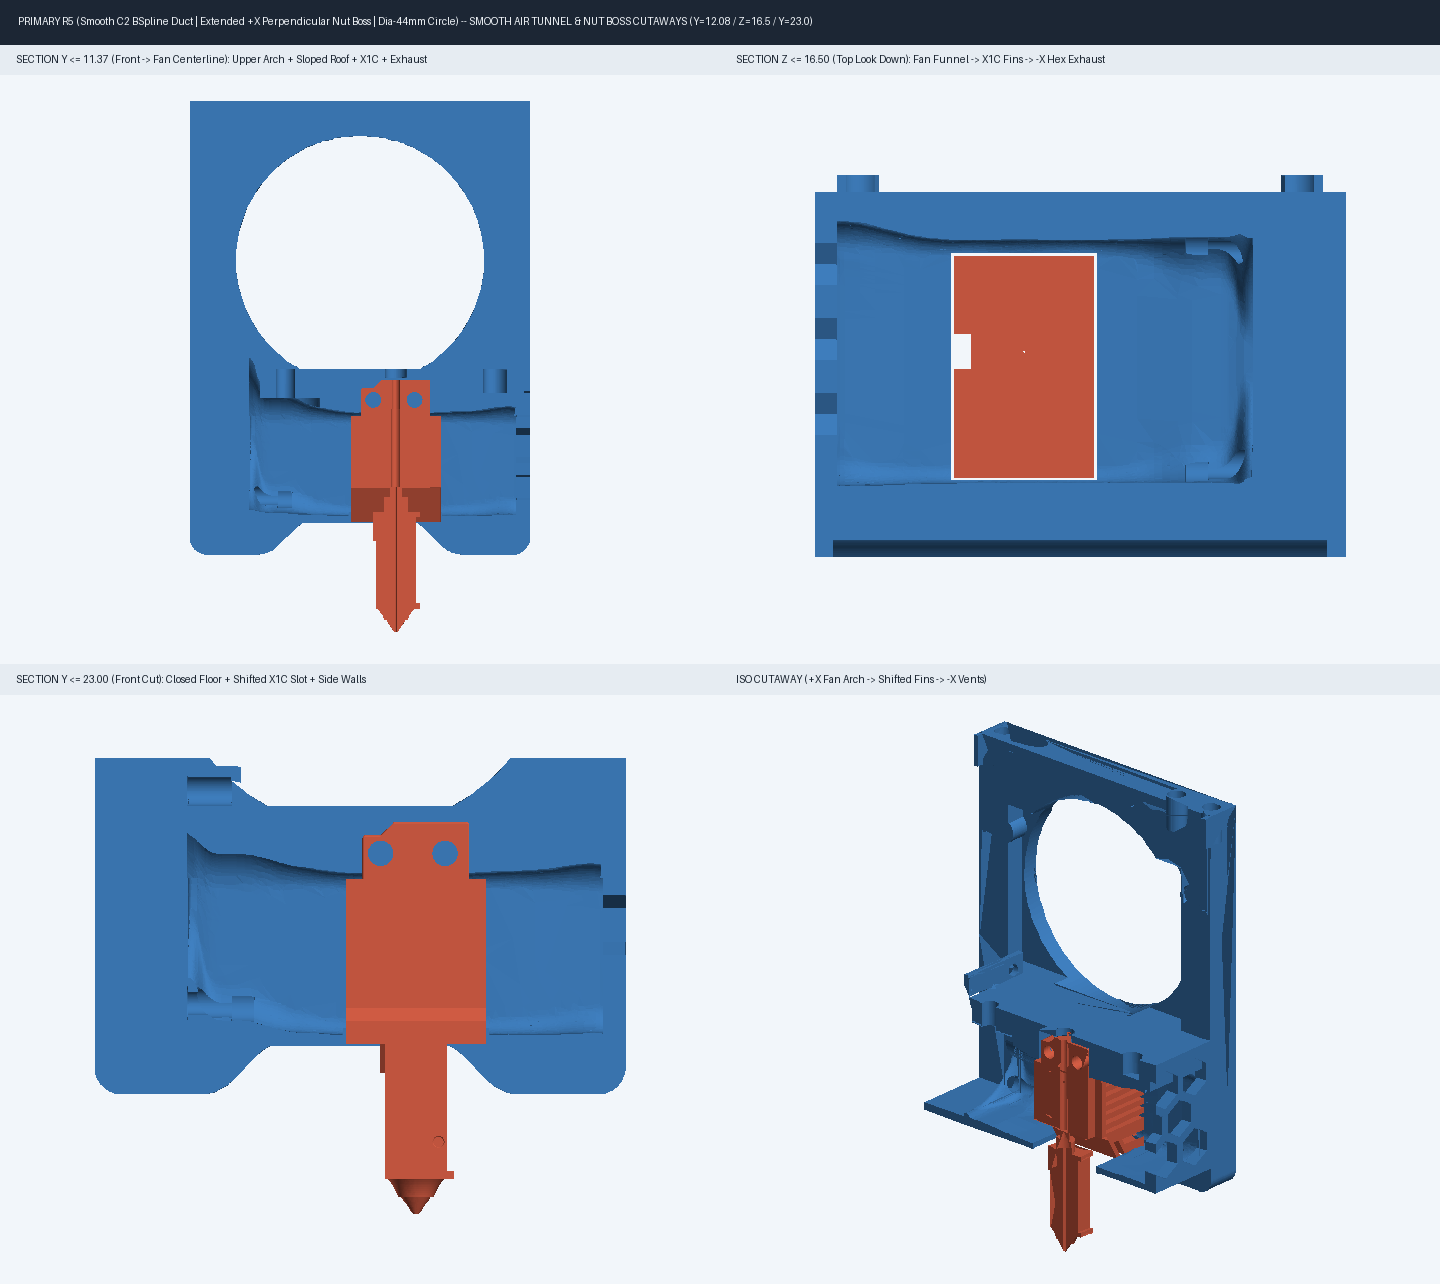 PRIMARY R5 (Smooth C2 BSpline Duct | Extended +X Perpendicular Nut Boss | Dia-44mm Circle) -- SMOOTH AIR TUNNEL & NUT BOSS CUTAWAYS (Y=12.08 / Z=16.5 / Y=23.0)
SECTION Y <= 11.37 (Front -> Fan Centerline): Upper Arch + Sloped Roof + X1C + Exhaust
SECTION Z <= 16.50 (Top Look Down): Fan Funnel -> X1C Fins -> -X Hex Exhaust
SECTION Y <= 23.00 (Front Cut): Closed Floor + Shifted X1C Slot + Side Walls
ISO CUTAWAY (+X Fan Arch -> Shifted Fins -> -X Vents)